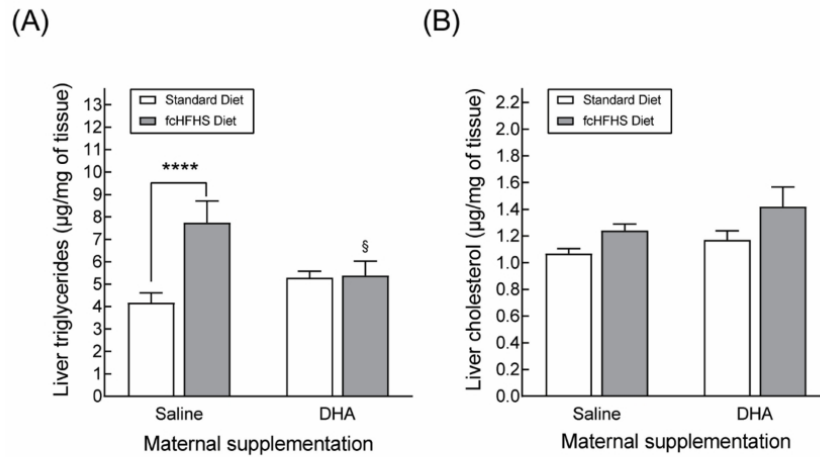 (A)
Liver triglycerides (µg/mg of tissue)
13
12
11
10
9
8
7
6
5
4
3
2
1
0
Standard Diet
fcHFHS Diet
****
§
Saline DHA
Maternal supplementation
(B)
Liver cholesterol (µg/mg of tissue)
2.2
2.0
1.8
1.6
1.4
1.2
1.0
0.8
0.6
0.4
0.2
0.0
Standard Diet
fcHFHS Diet
Saline DHA
Maternal supplementation